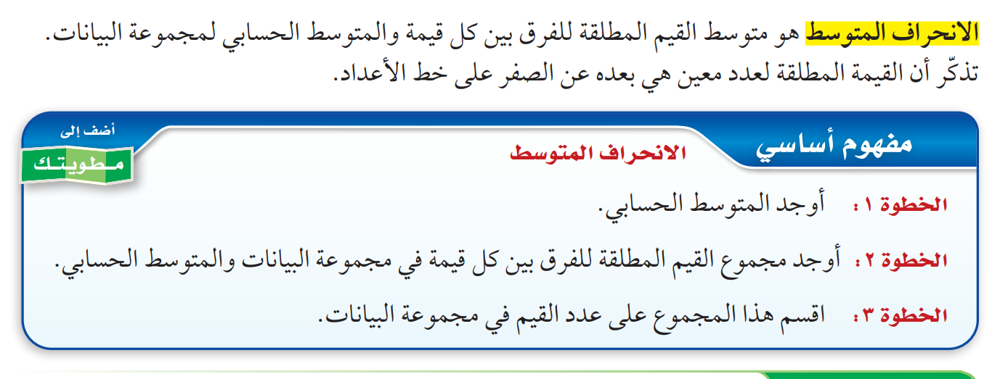 الانحراف المتوسط هو متوسط القيم المطلقة للفرق بين كل قيمة والمتوسط الحسابي لمجموعة البيانات.
تذكّر أن القيمة المطلقة لعدد معين هي بعده عن الصفر على خط الأعداد.
مفهوم أساسي
الانحراف المتوسط
أضف إلى
مـطويـتـك
الخطوة ١: أوجد المتوسط الحسابي.
الخطوة ٢: أوجد مجموع القيم المطلقة للفرق بين كل قيمة في مجموعة البيانات والمتوسط الحسابي.
الخطوة ٣: اقسم هذا المجموع على عدد القيم في مجموعة البيانات.